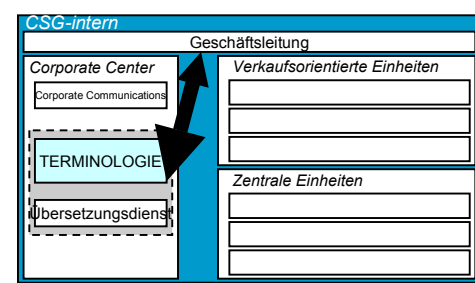 CSG-intern
Geschäftsleitung
Corporate Center
Corporate Communications
TERMINOLOGIE
Übersetzungsdienst
Verkaufsorientierte Einheiten
Zentrale Einheiten